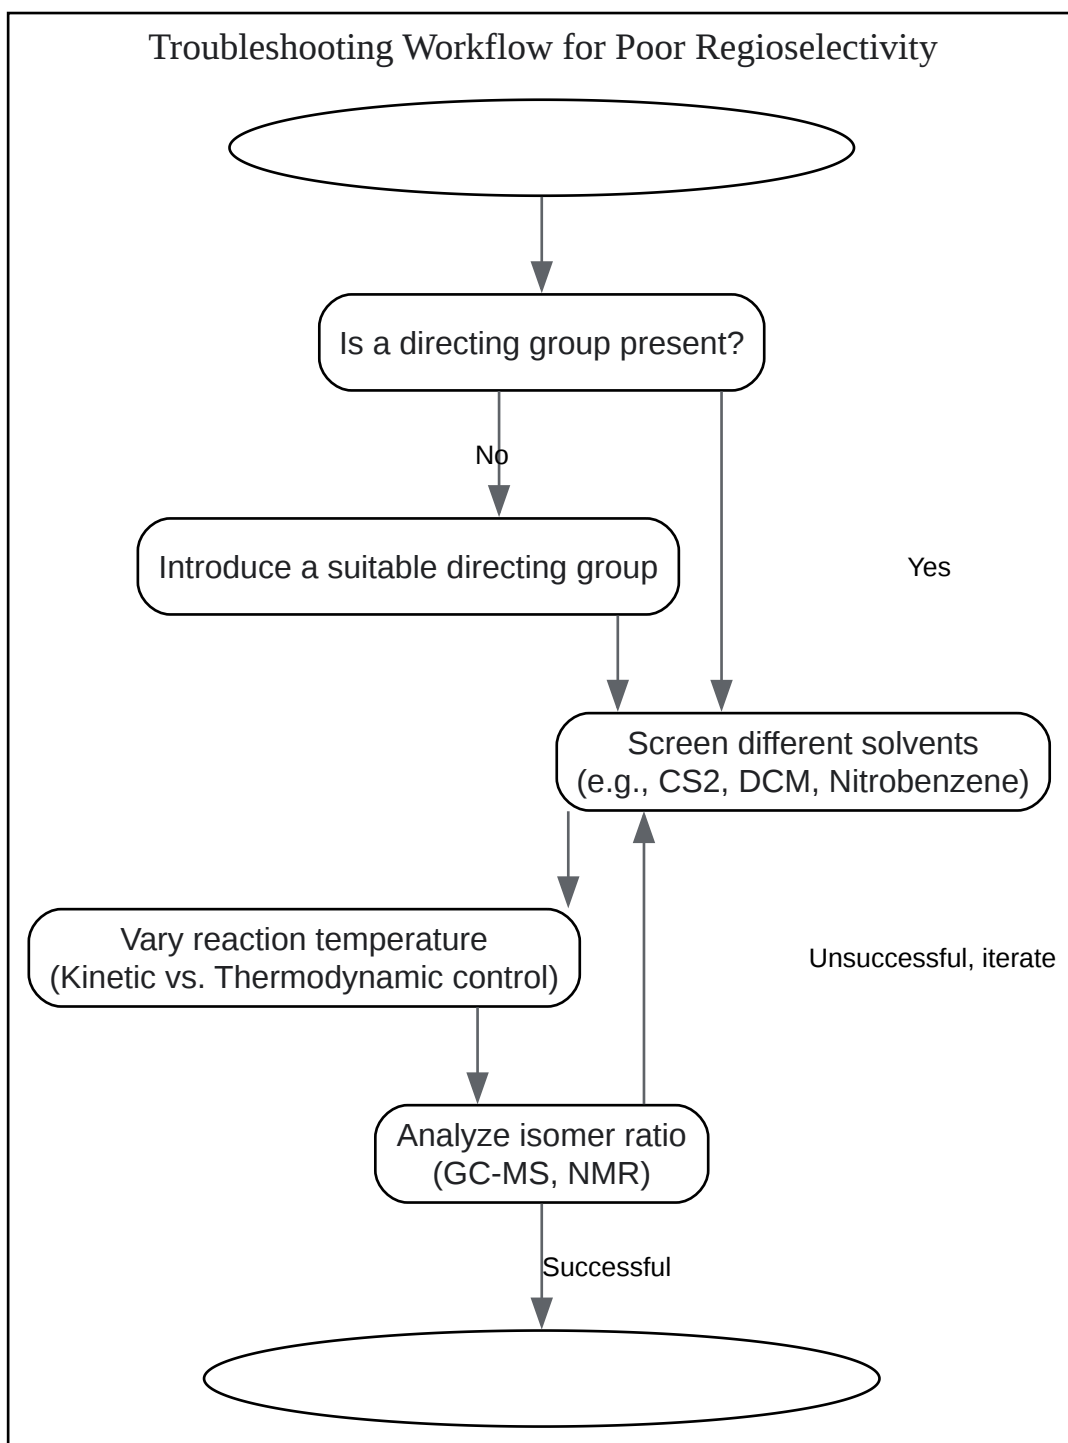 Troubleshooting Workflow for Poor Regioselectivity
Is a directing group present?
No
Introduce a suitable directing group
Yes
Screen different solvents
(e.g., CS2, DCM, Nitrobenzene)
Vary reaction temperature
(Kinetic vs. Thermodynamic control)
Unsuccessful, iterate
Analyze isomer ratio
(GC-MS, NMR)
Successful